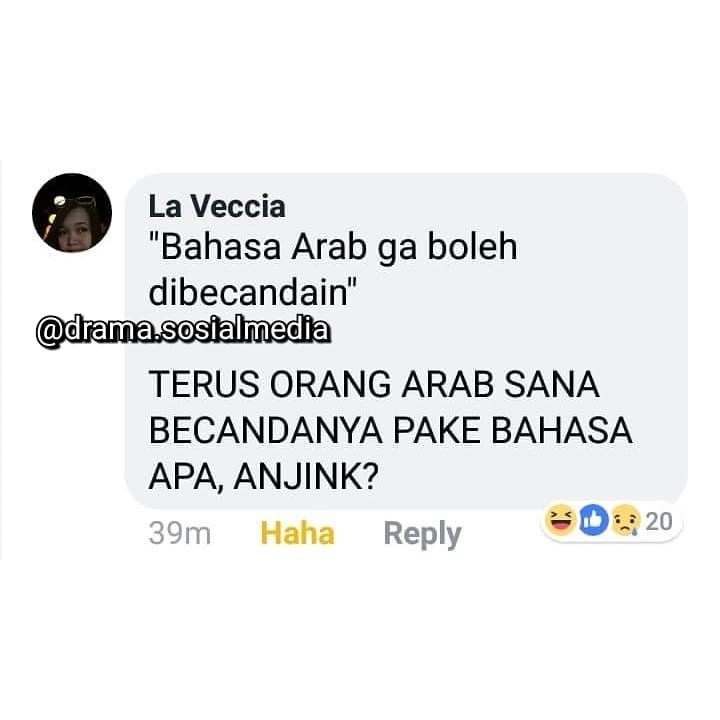 La Veccia
"Bahasa Arab ga boleh
dibecandain"
@drama.sosialmedia
TERUS ORANG ARAB SANA
BECANDANYA PAKE BAHASA
APA, ANJINK?
39m Haha Reply 20